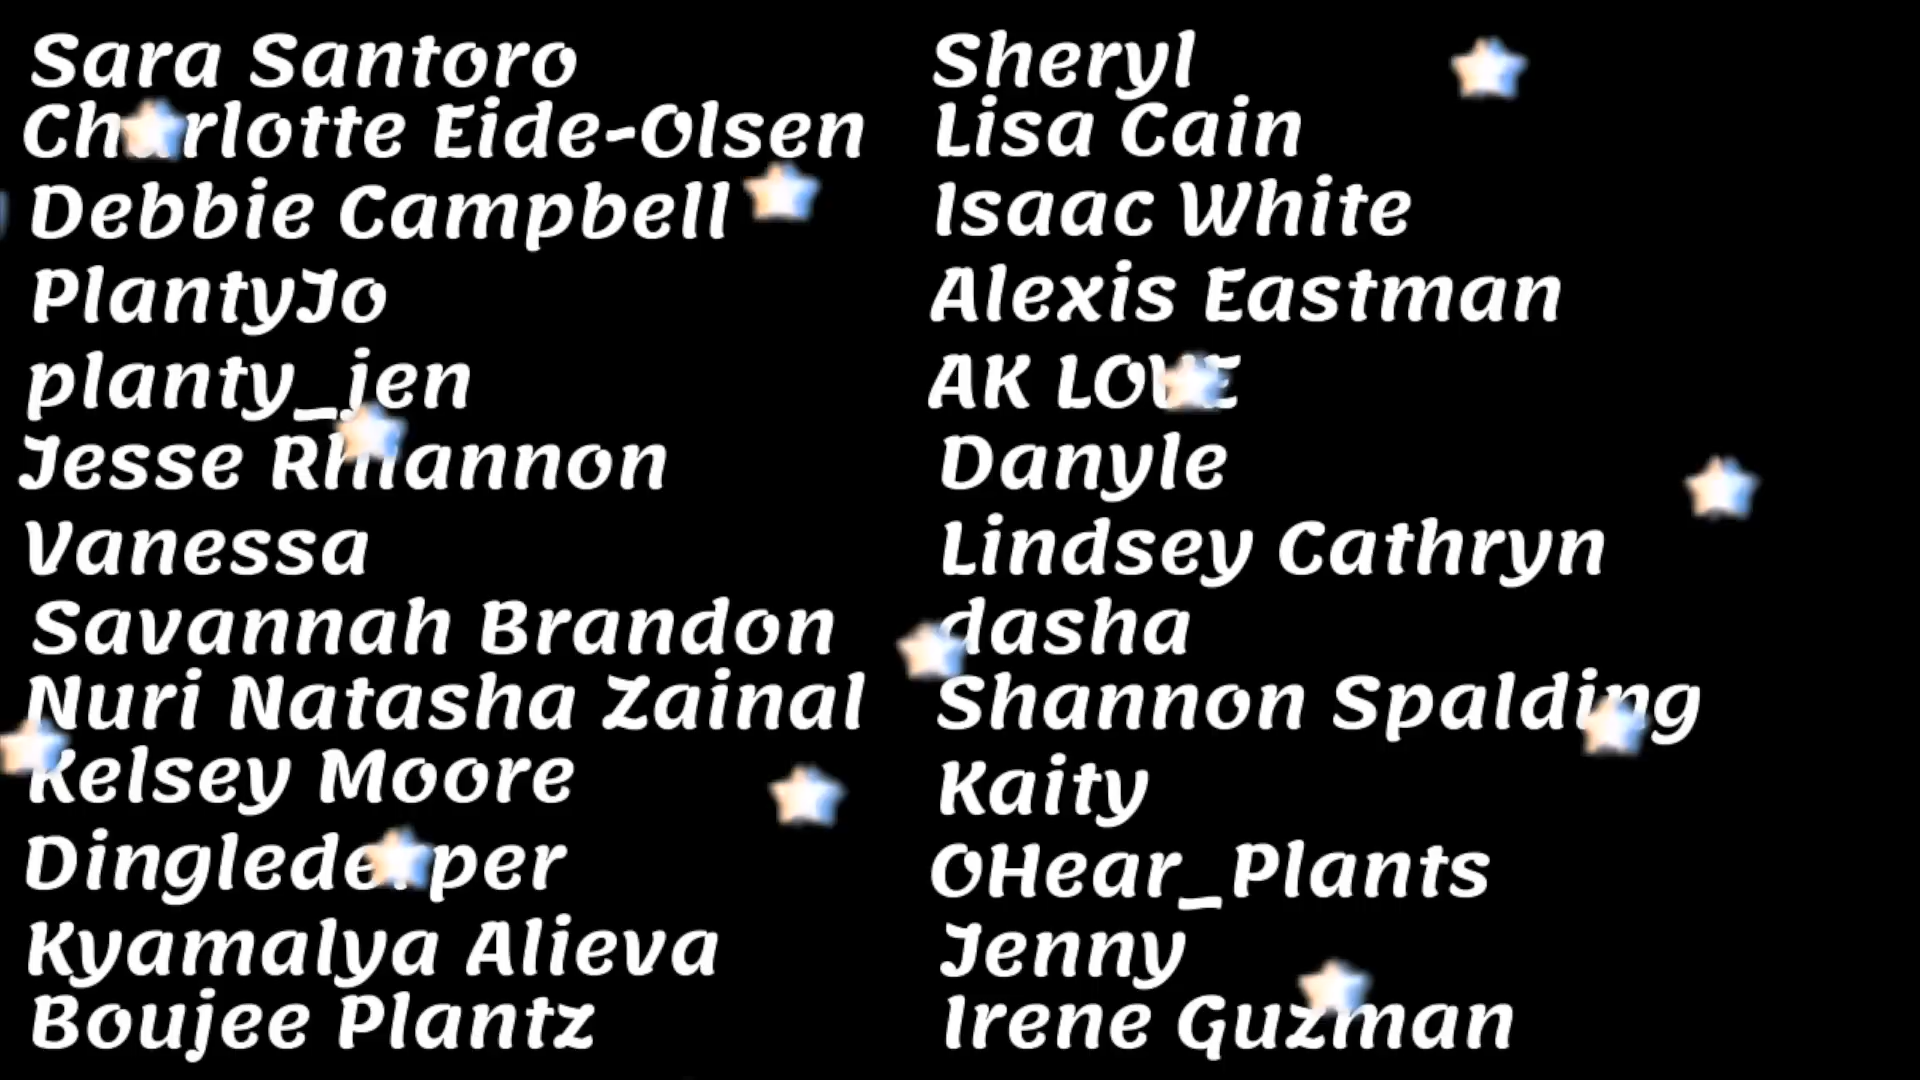 Sara Santoro
Charlotte Eide-Olsen
Debbie Campbell
PlantyJo
planty_jen
Jesse Rhiannon
Vanessa
Savannah Brandon
Nuri Natasha Zainal
Kelsey Moore
Dinglederper
Kyamalya Alieva
Boujee Plantz
Sheryl
Lisa Cain
Isaac White
Alexis Eastman
AK LOVE
Danyle
Lindsey Cathryn
dasha
Shannon Spalding
Kaity
OHear_Plants
Jenny
Irene Guzman